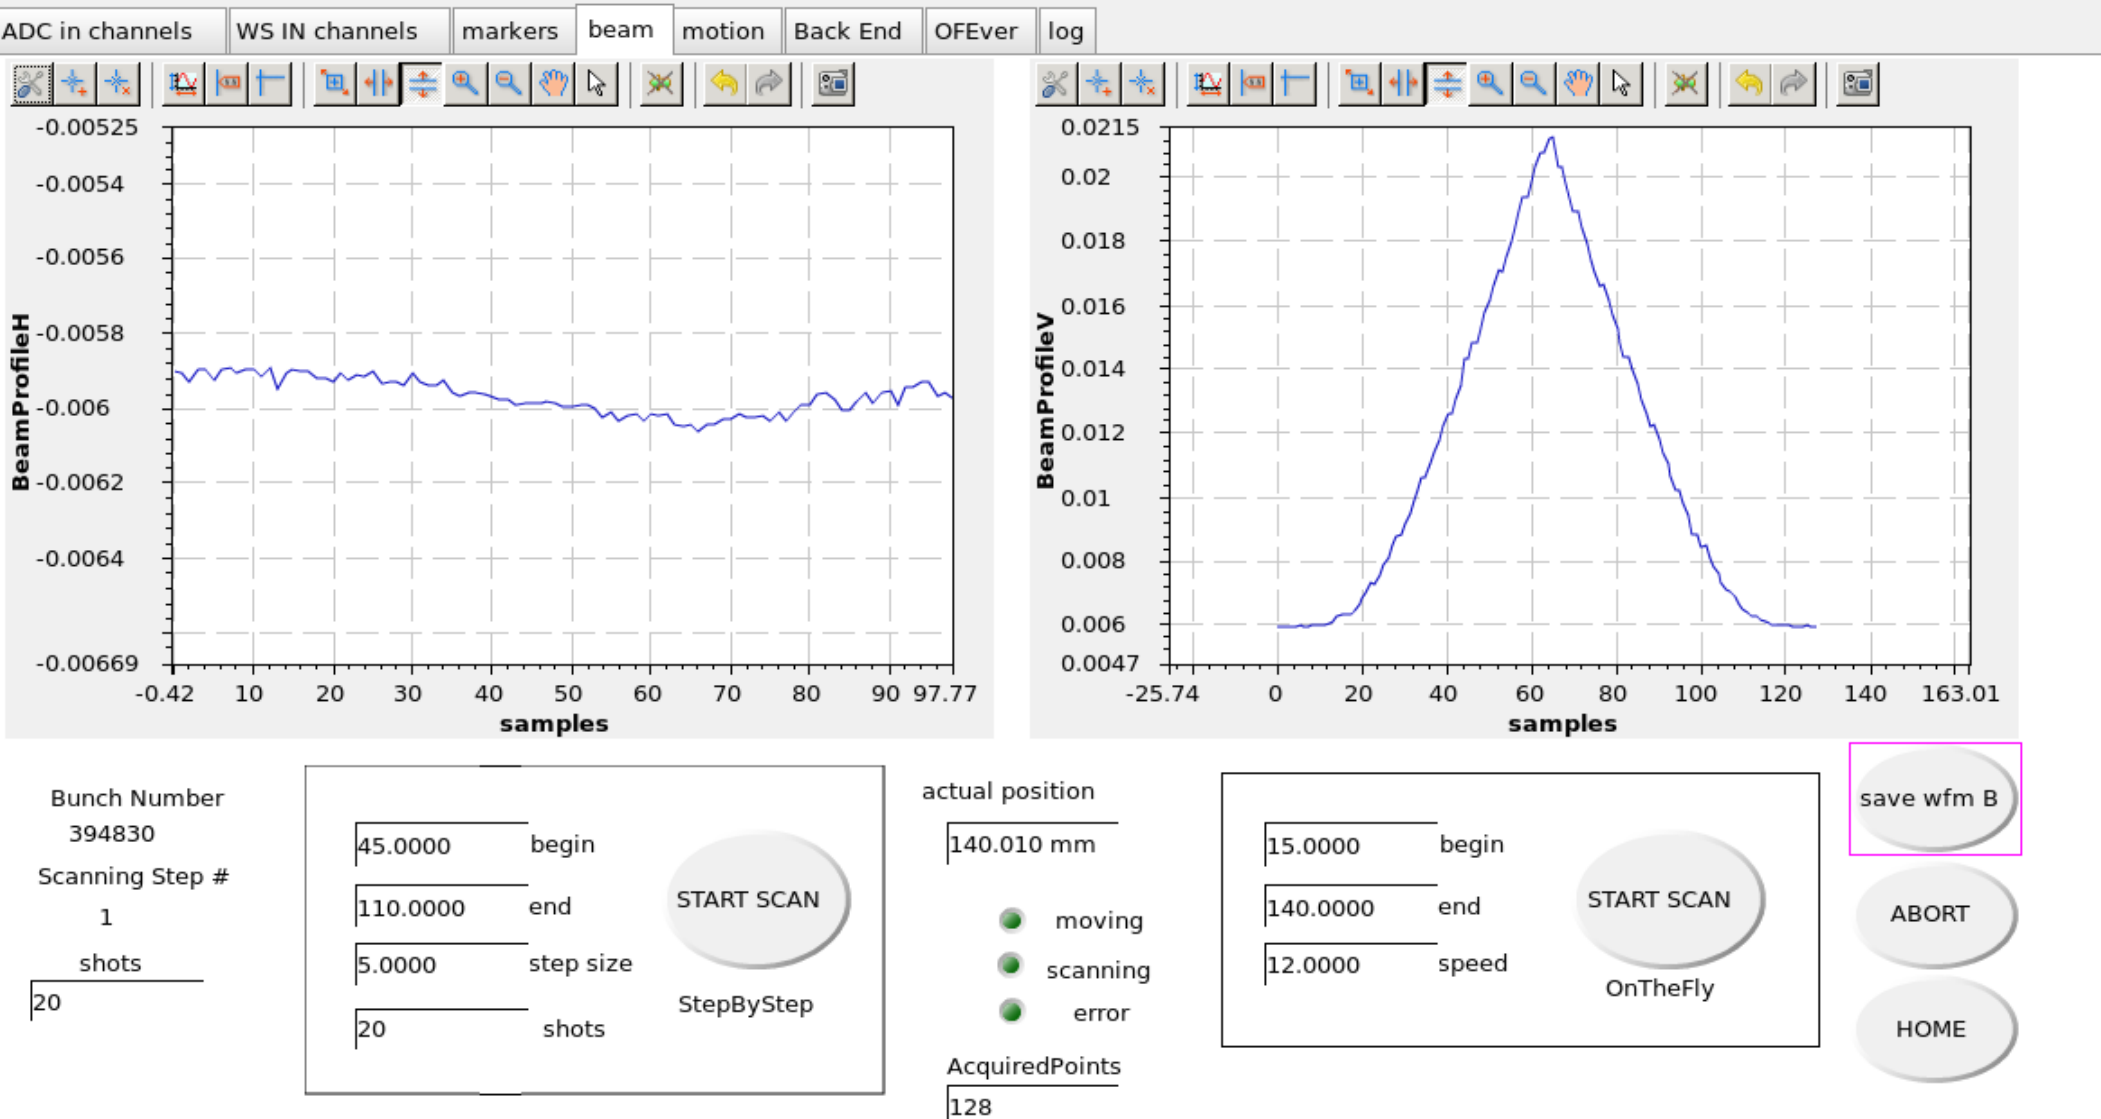 ADC in channels WS IN channels markers beam motion Back End OFEver log
-0.00525
-0.0054
-0.0056
-0.0058
-0.006
-0.0062
-0.0064
-0.00669
BeamProfileH
-0.42 10 20 30 40 50 60 70 80 90 97.77
samples
0.0215
0.02
0.018
0.016
0.014
0.012
0.01
0.008
0.006
0.0047
BeamProfileV
-25.74 0 20 40 60 80 100 120 140 163.01
samples
Bunch Number
394830
Scanning Step #
1
shots
20
45.0000 begin
110.0000 end
5.0000 step size
20 shots
START SCAN
StepByStep
actual position
140.010 mm
moving
scanning
error
AcquiredPoints
128
15.0000 begin
140.0000 end
12.0000 speed
START SCAN
OnTheFly
save wfm B
ABORT
HOME